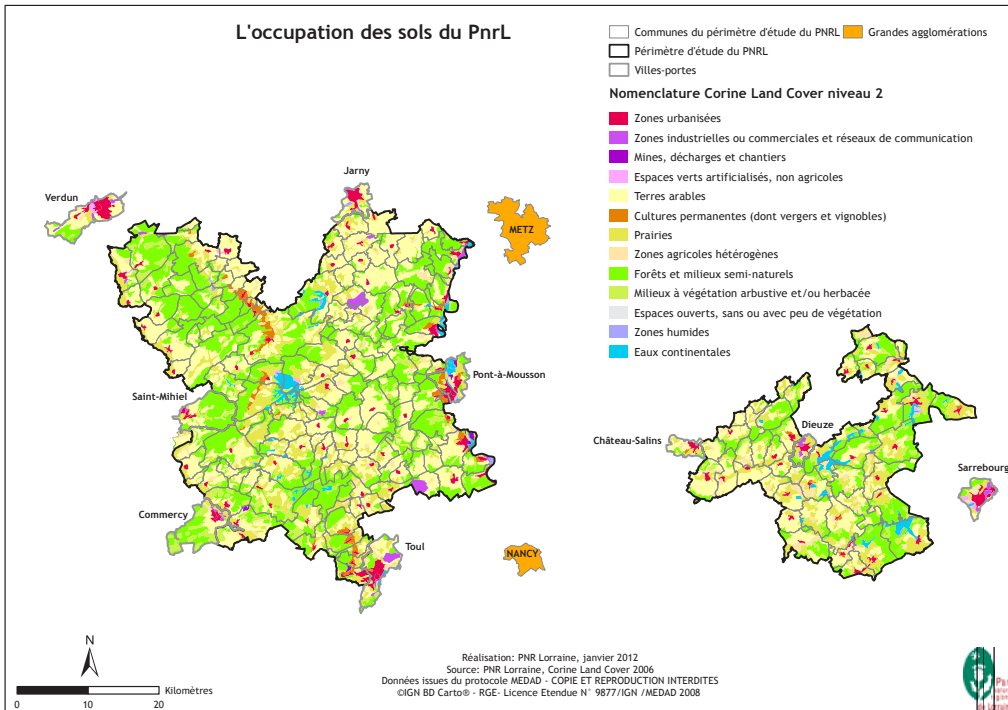 L'occupation des sols du PnrL
Communes du périmètre d'étude du PNRL
Grandes agglomérations
Périmètre d'étude du PNRL
Villes-portes
Nomenclature Corine Land Cover niveau 2
Zones urbanisées
Zones industrielles ou commerciales et réseaux de communication
Mines, décharges et chantiers
Espaces verts artificialisés, non agricoles
Terres arables
Cultures permanentes (dont vergers et vignobles)
Prairies
Zones agricoles hétérogènes
Forêts et milieux semi-naturels
Milieux à végétation arbustive et/ou herbacée
Espaces ouverts, sans ou avec peu de végétation
Zones humides
Eaux continentales
Verdun
Jarny
METZ
Pont-à-Mousson
Saint-Mihiel
Dieuze
Château-Salins
Sarrebourg
Commercy
Toul
NANCY
N
Kilomètres
0 10 20
Réalisation: PNR Lorraine, janvier 2012
Source: PNR Lorraine, Corine Land Cover 2006
Données issues du protocole MEDAD - COPIE ET REPRODUCTION INTERDITES
©IGN BD Carto® - RGE- Licence Etendue N° 9877/IGN /MEDAD 2008